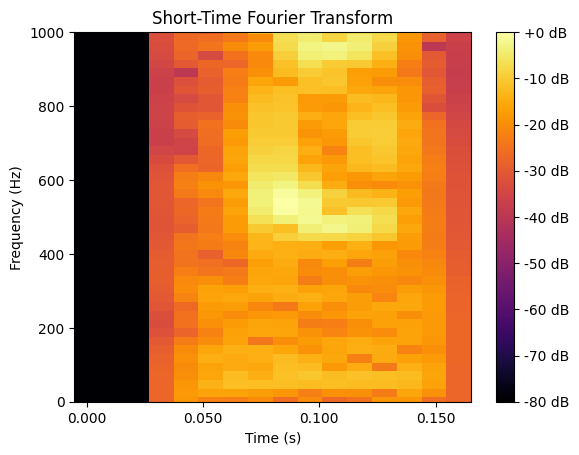 Short-Time Fourier Transform
1000
800
600
400
200
0
Frequency (Hz)
0.000
0.050
0.100
0.150
Time (s)
+0 dB
-10 dB
-20 dB
-30 dB
-40 dB
-50 dB
-60 dB
-70 dB
-80 dB